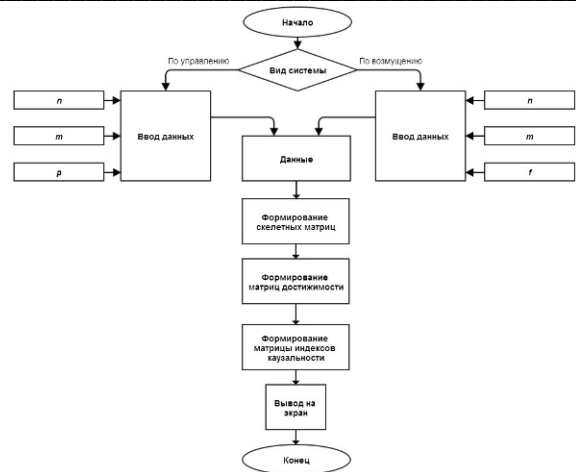 Начало
По управлению
Вид системы
По возмущению
n
Ввод данных
m
p
n
Ввод данных
m
f
Данные
Формирование
скелетных матриц
Формирование
матриц достижимости
Формирование
матрицы индексов
каузальности
Вывод на
экран
Конец